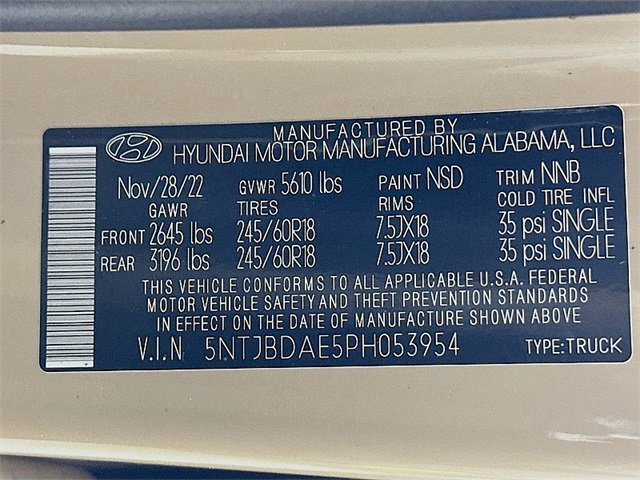 MANUFACTURED BY
HYUNDAI MOTOR MANUFACTURING ALABAMA, LLC
Nov/28/22 GVWR 5610 lbs PAINT NSD TRIM NNB
GAWR TIRES RIMS COLD TIRE INFL
FRONT 2645 lbs 245/60R18 7.5JX18 35 psi SINGLE
REAR 3196 lbs 245/60R18 7.5JX18 35 psi SINGLE
THIS VEHICLE CONFORMS TO ALL APPLICABLE U.S.A. FEDERAL
MOTOR VEHICLE SAFETY AND THEFT PREVENTION STANDARDS
IN EFFECT ON THE DATE OF MANUFACTURE SHOWN ABOVE
V.I.N 5NTJBDAE5PH053954 TYPE:TRUCK